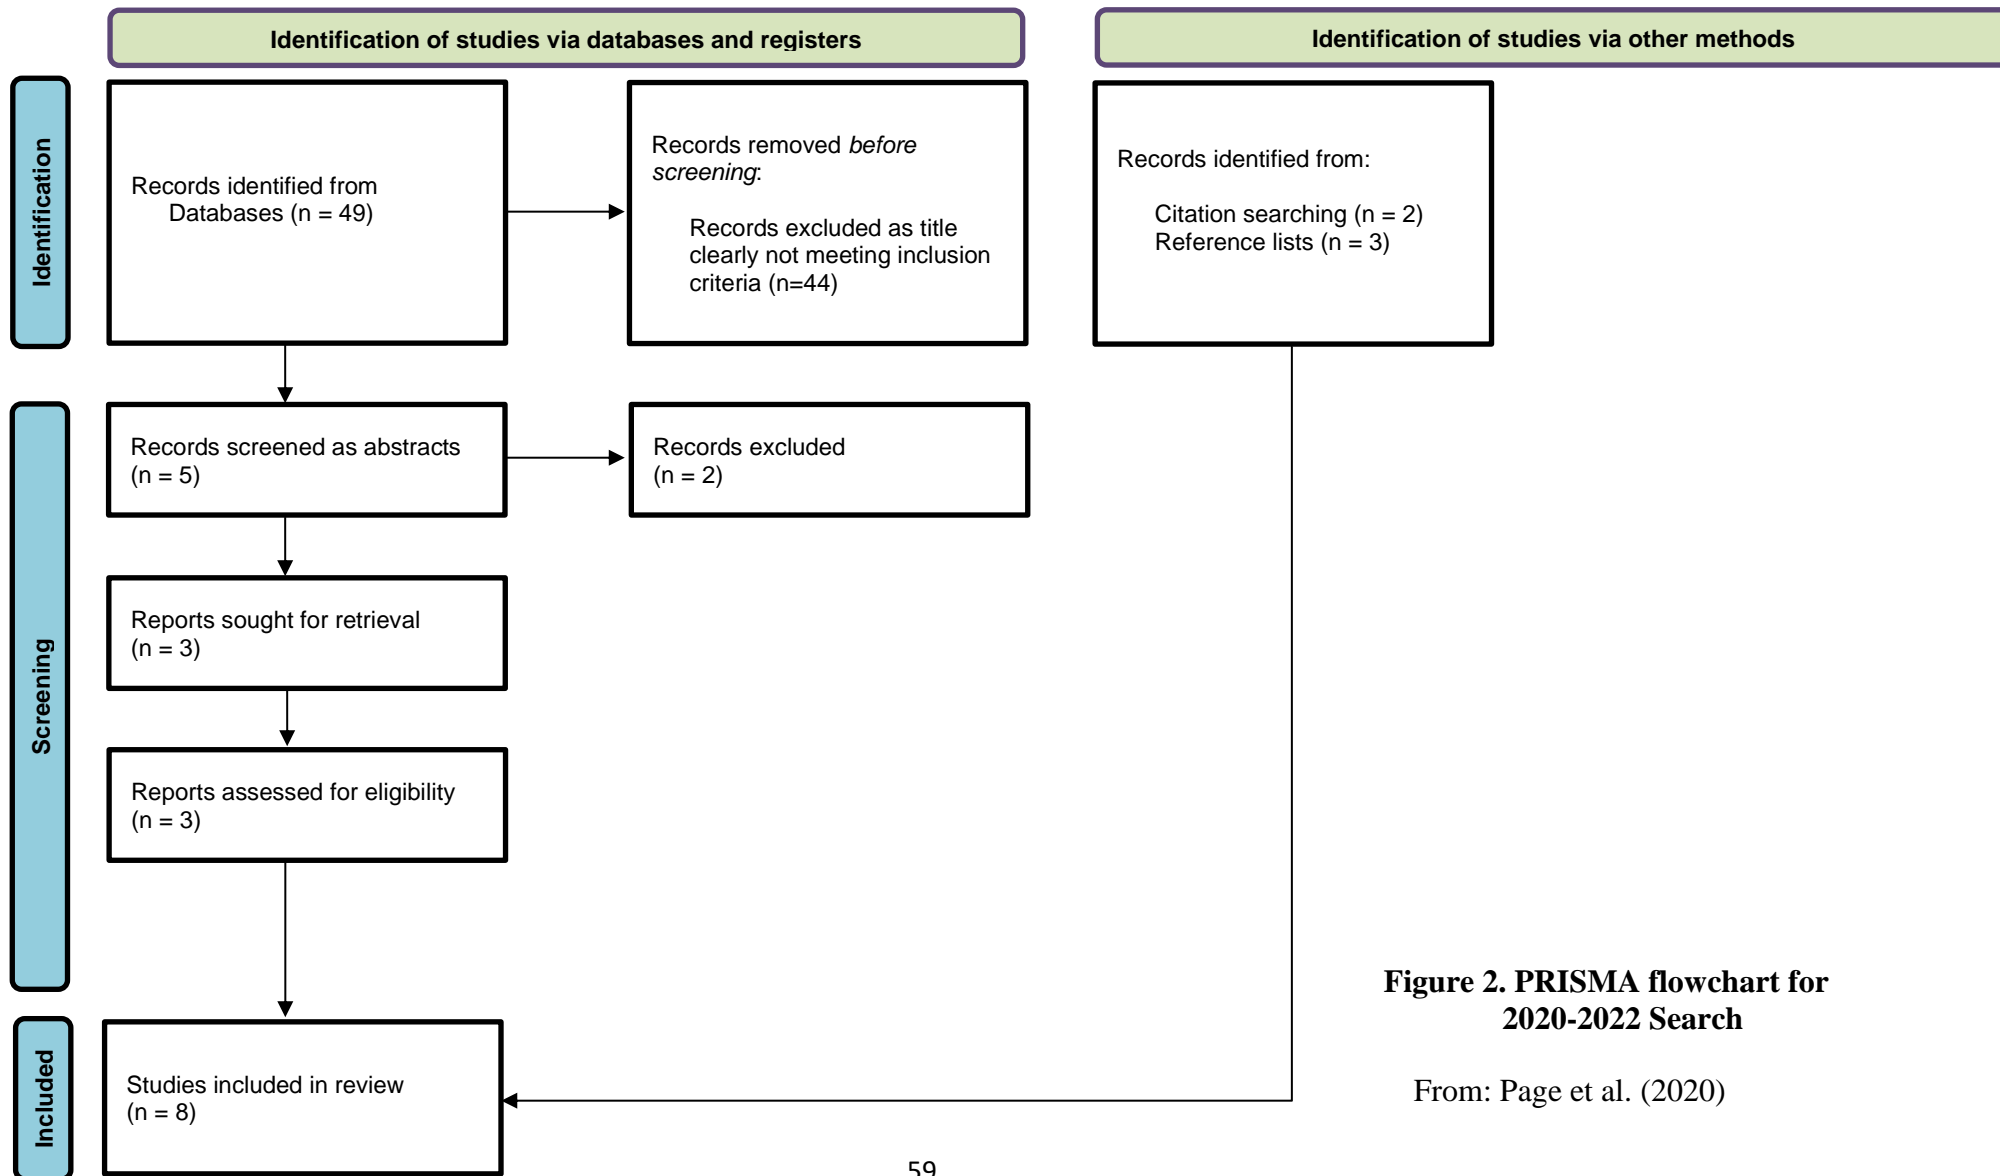 Identification of studies via databases and registers
Identification of studies via other methods
Identification
Records identified from
Databases (n = 49)
Records removed before
screening:
Records excluded as title
clearly not meeting inclusion
criteria (n=44)
Records identified from:
Citation searching (n = 2)
Reference lists (n = 3)
Screening
Records screened as abstracts
(n = 5)
Records excluded
(n = 2)
Reports sought for retrieval
(n = 3)
Reports assessed for eligibility
(n = 3)
Included
Studies included in review
(n = 8)
Figure 2. PRISMA flowchart for
2020-2022 Search
From: Page et al. (2020)
59